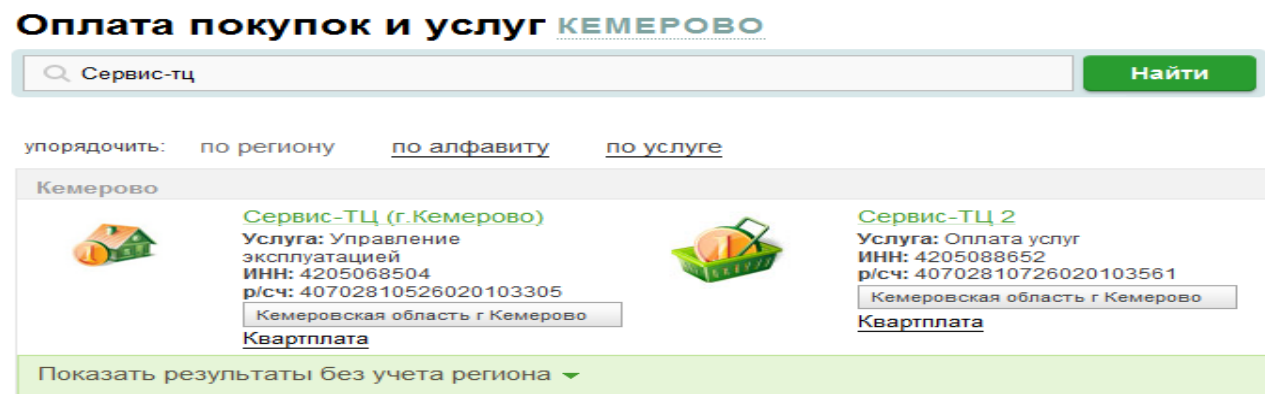 Оплата покупок и услуг КЕМЕРОВО
Сервис-тц
Найти
упорядочить: по региону по алфавиту по услуге
Кемерово
Сервис-ТЦ (г.Кемерово)
Услуга: Управление
эксплуатацией
ИНН: 4205068504
р/сч: 40702810526020103305
Кемеровская область г Кемерово
Квартплата
Сервис-ТЦ 2
Услуга: Оплата услуг
ИНН: 4205088652
р/сч: 40702810726020103561
Кемеровская область г Кемерово
Квартплата
Показать результаты без учета региона